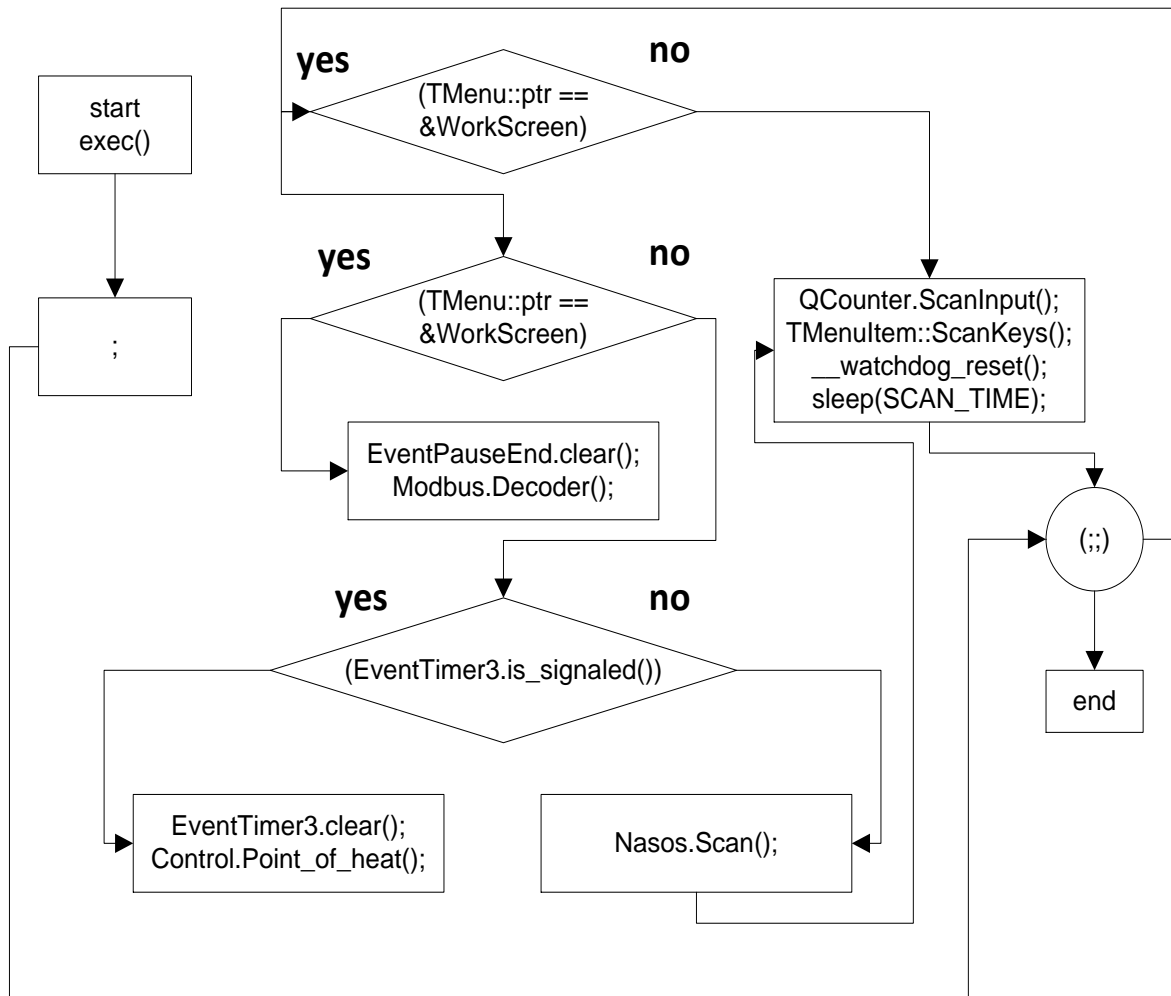 yes
no
start
exec()
(TMenu::ptr ==
&WorkScreen)
;
yes
no
(TMenu::ptr ==
&WorkScreen)
QCounter.ScanInput();
TMenuItem::ScanKeys();
__watchdog_reset();
sleep(SCAN_TIME);
EventPauseEnd.clear();
Modbus.Decoder();
(;;)
yes
no
(EventTimer3.is_signaled())
end
EventTimer3.clear();
Control.Point_of_heat();
Nasos.Scan();